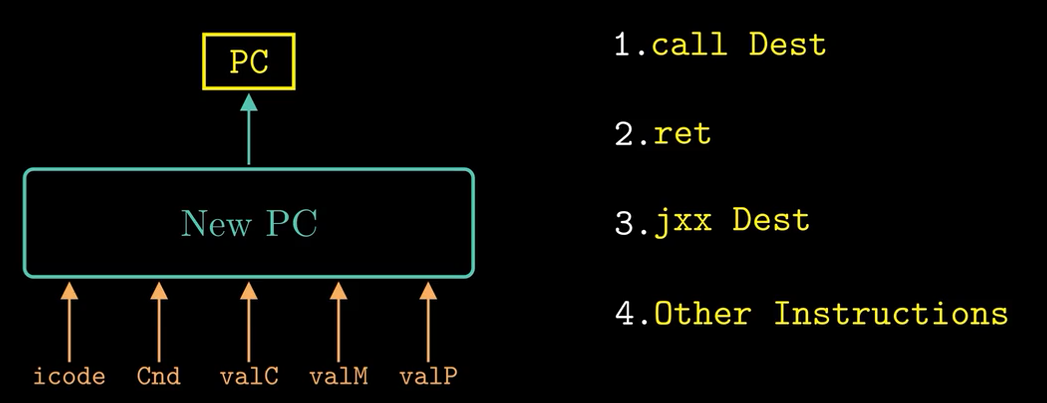 PC
New PC
icode Cnd valC valM valP
1.call Dest
2.ret
3.jxx Dest
4.Other Instructions